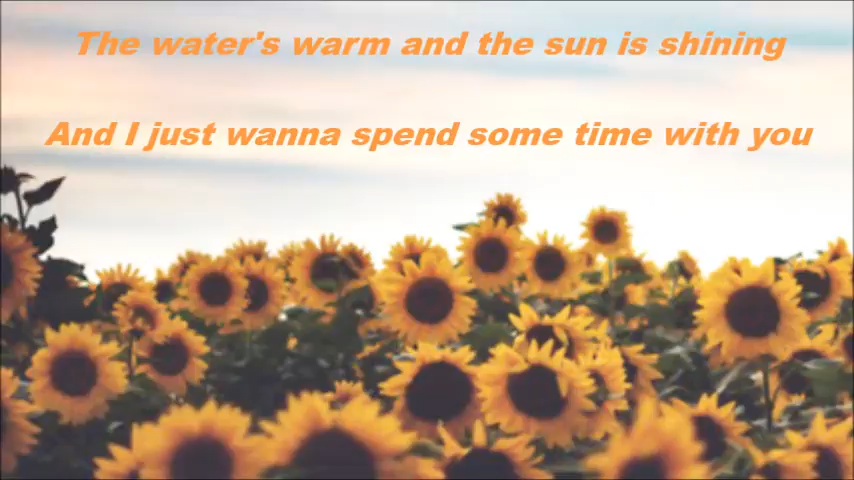 The water's warm and the sun is shining
And I just wanna spend some time with you